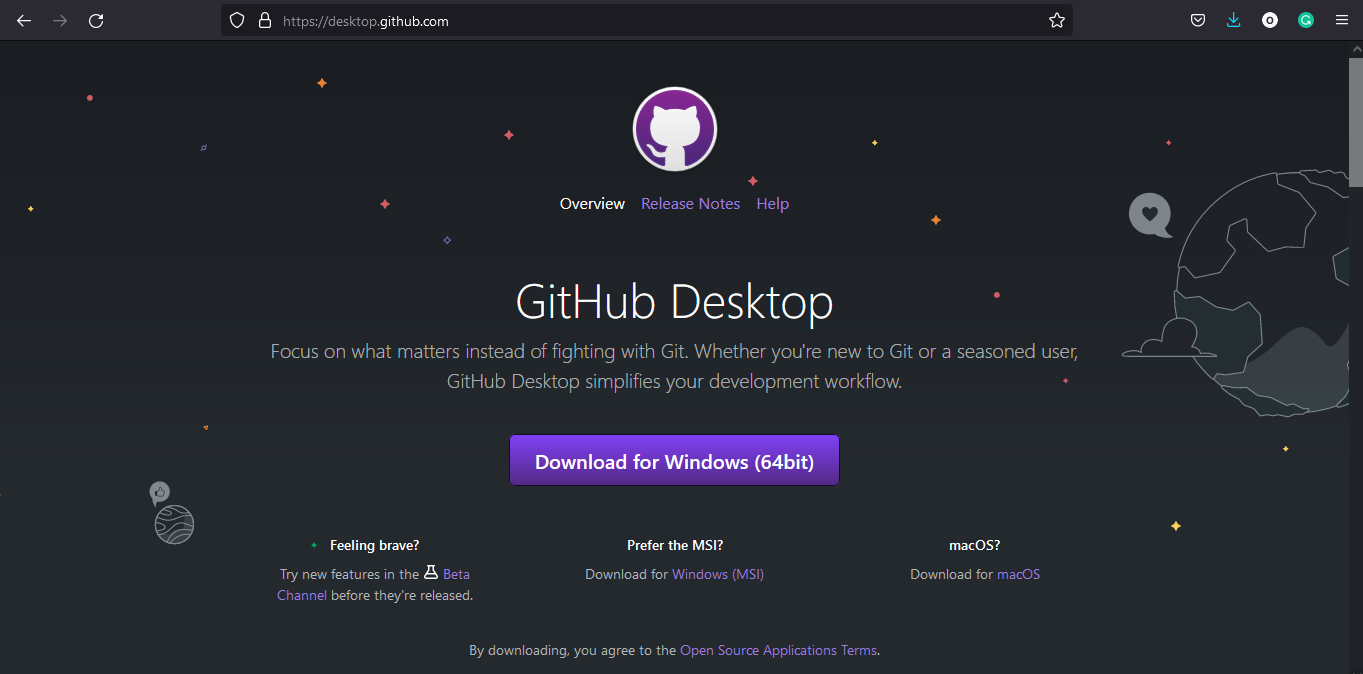 https://desktop.github.com
Overview Release Notes Help
GitHub Desktop
Focus on what matters instead of fighting with Git. Whether you're new to Git or a seasoned user,
GitHub Desktop simplifies your development workflow.
Download for Windows (64bit)
Feeling brave?
Try new features in the Beta
Channel before they're released.
Prefer the MSI?
Download for Windows (MSI)
macOS?
Download for macOS
By downloading, you agree to the Open Source Applications Terms.